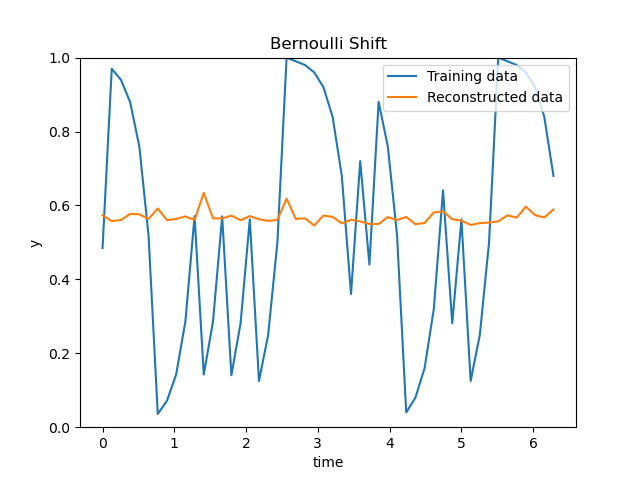 Bernoulli Shift
Training data
Reconstructed data
1.0
0.8
0.6
0.4
0.2
0.0
y
0 1 2 3 4 5 6
time